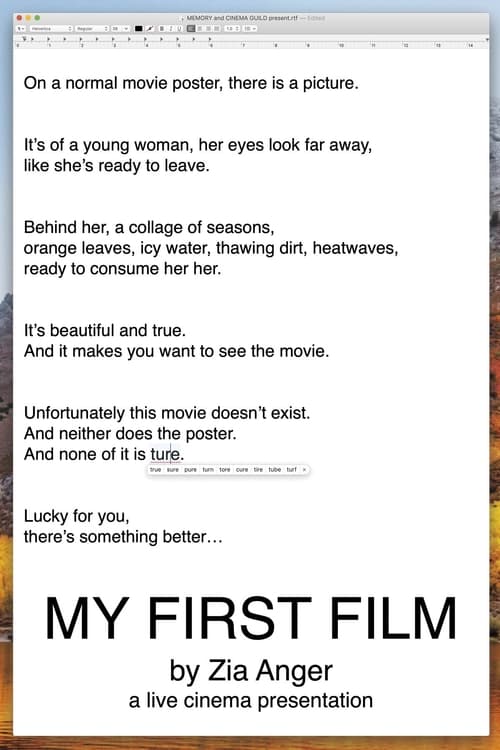 MEMORY and CINEMA GUILD present.rtf — Edited
Helvetica Regular
On a normal movie poster, there is a picture.
It's of a young woman, her eyes look far away,
like she's ready to leave.
Behind her, a collage of seasons,
orange leaves, icy water, thawing dirt, heatwaves,
ready to consume her her.
It's beautiful and true.
And it makes you want to see the movie.
Unfortunately this movie doesn't exist.
And neither does the poster.
And none of it is ture.
true sure pure turn tore cure tire tube turf ×
Lucky for you,
there's something better…
MY FIRST FILM
by Zia Anger
a live cinema presentation